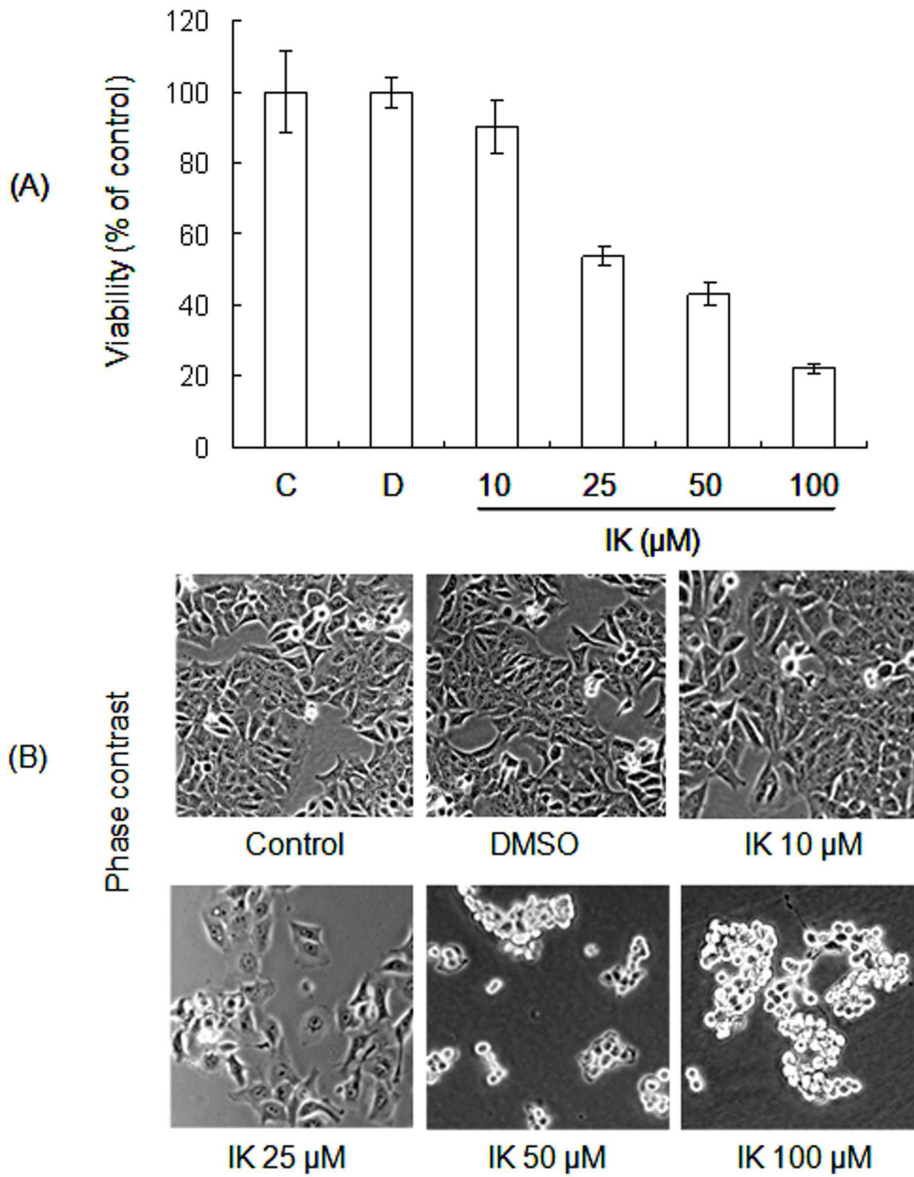 (A)
Viability (% of control)
120
100
80
60
40
20
0
C D 10 25 50 100
IK (µM)
(B)
Phase contrast
Control DMSO IK 10 µM
IK 25 µM IK 50 µM IK 100 µM